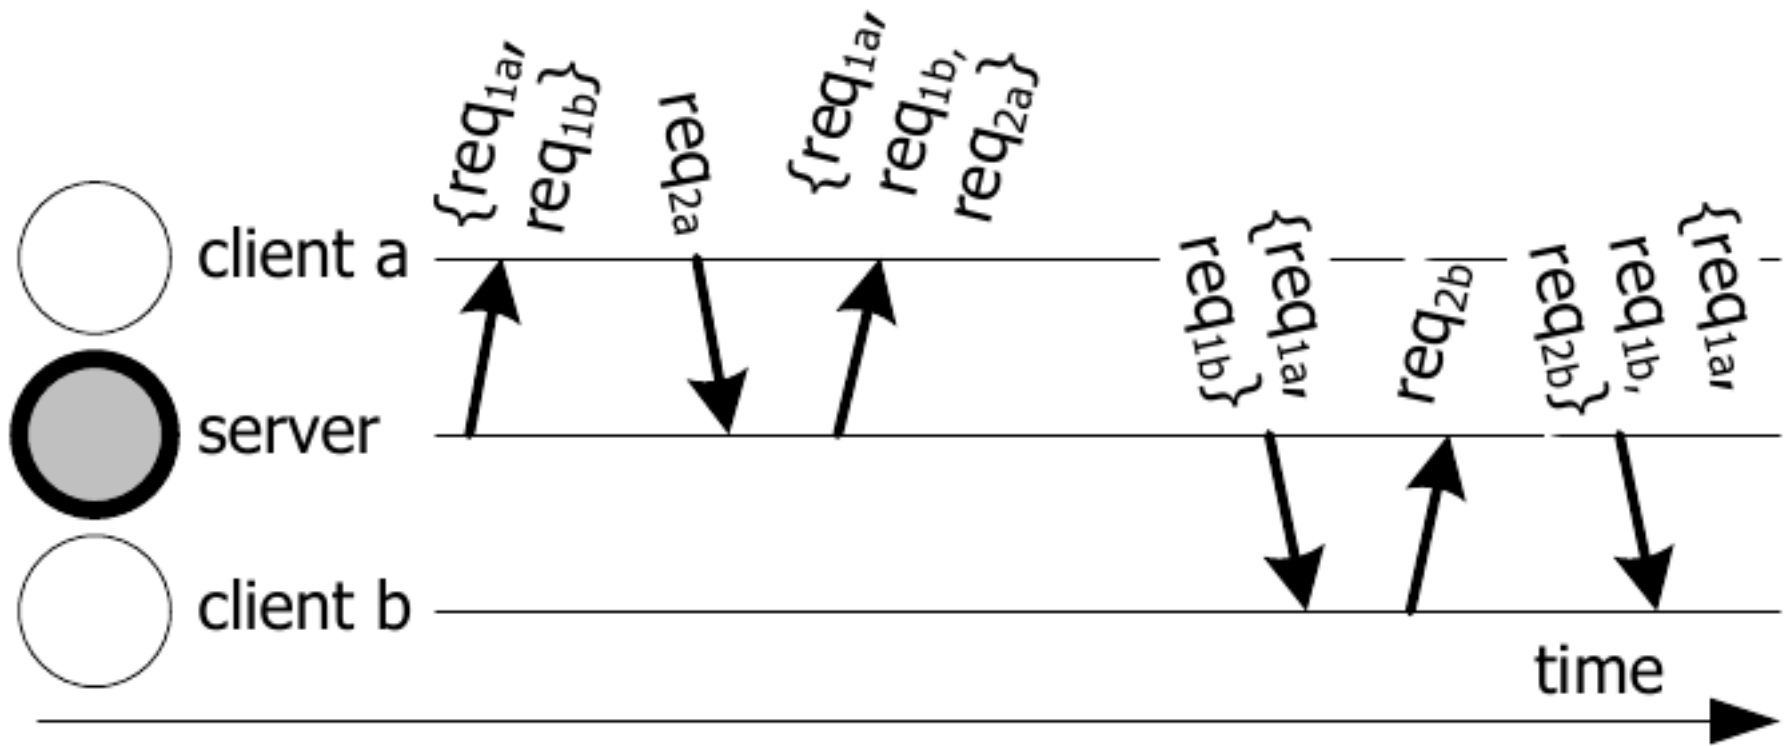 {req1a,
req1b}
req2a
{req1a,
req1b,
req2a}
client a
{req1a,
req1b}
req2b
{req1a,
req1b,
req2b}
server
client b
time